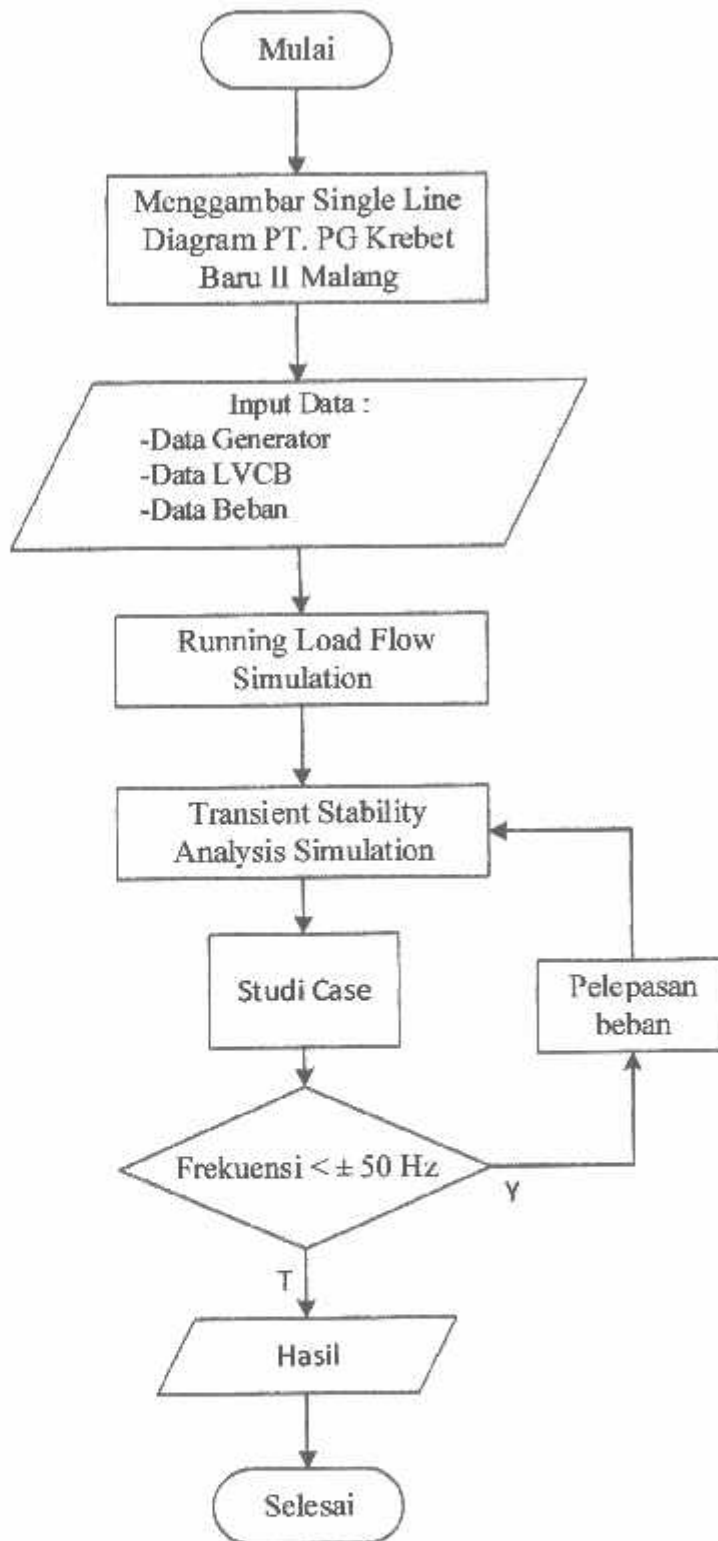 Mulai
Menggambar Single Line
Diagram PT. PG Krebet
Baru II Malang
Input Data :
-Data Generator
-Data LVCB
-Data Beban
Running Load Flow
Simulation
Transient Stability
Analysis Simulation
Studi Case
Pelepasan
beban
Frekuensi < ± 50 Hz
Y
T
Hasil
Selesai